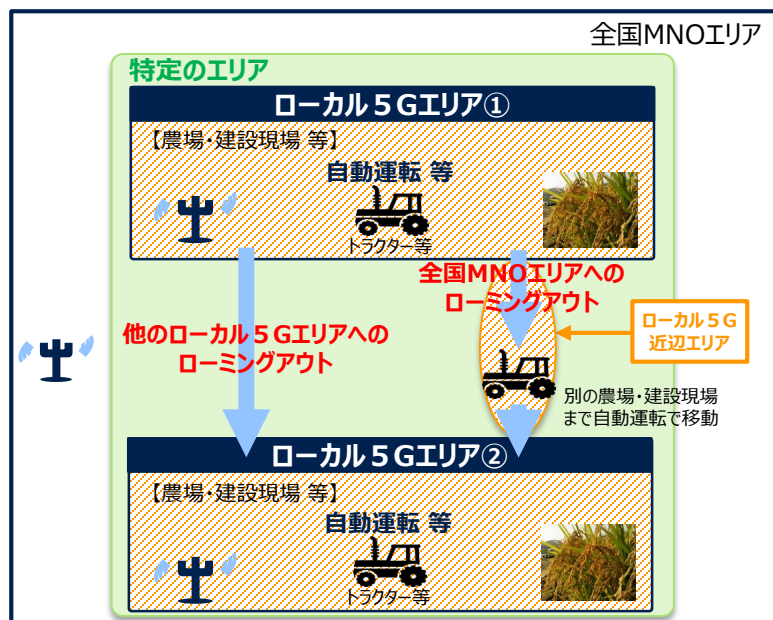 全国MNOエリア
特定のエリア
ローカル5Gエリア①
【農場・建設現場 等】
自動運転 等
トラクター等
全国MNOエリアへの
ローミングアウト
他のローカル5Gエリアへの
ローミングアウト
ローカル5G
近辺エリア
別の農場・建設現場
まで自動運転で移動
ローカル5Gエリア②
【農場・建設現場 等】
自動運転 等
トラクター等